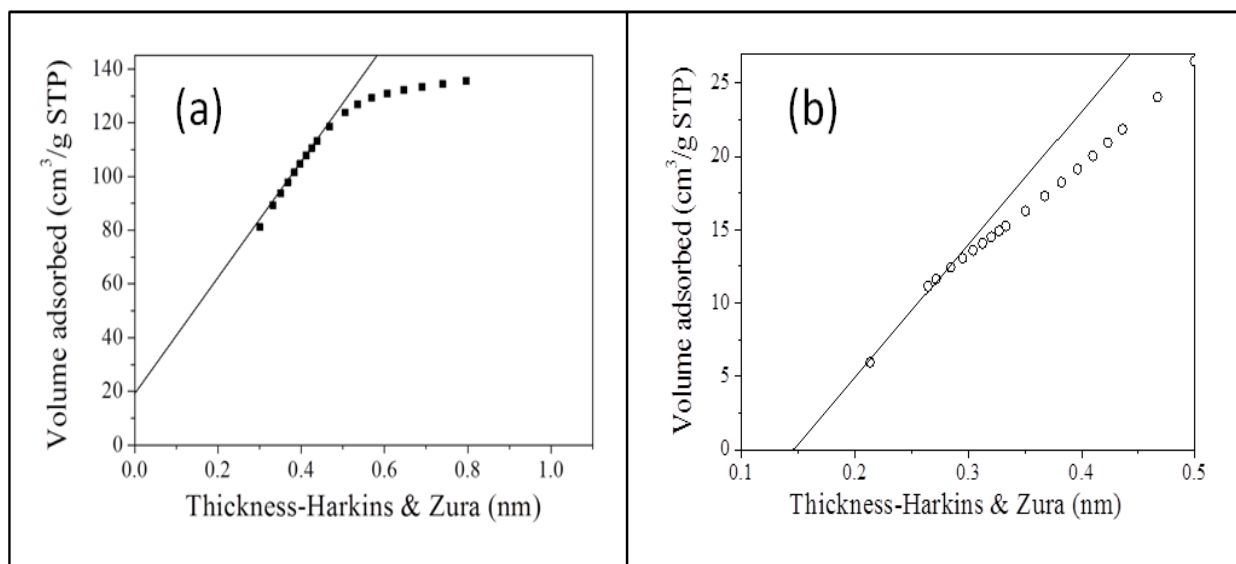 (a)
Volume adsorbed (cm³/g STP)
140
120
100
80
60
40
20
0
0.0 0.2 0.4 0.6 0.8 1.0
Thickness-Harkins & Zura (nm)
(b)
Volume adsorbed (cm³/g STP)
25
20
15
10
5
0
0.1 0.2 0.3 0.4 0.5
Thickness-Harkins & Zura (nm)